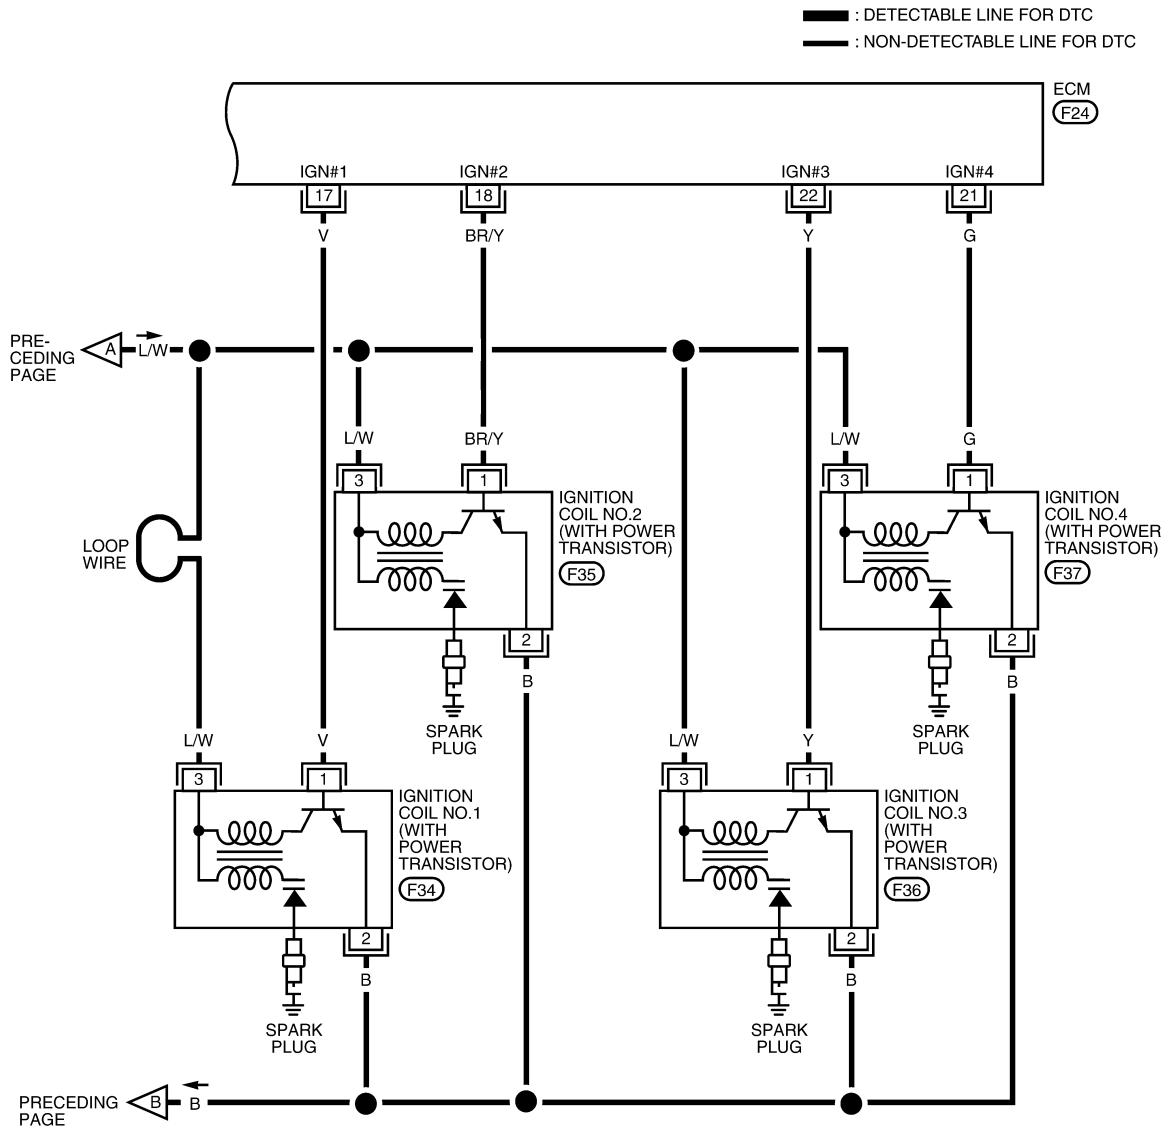 : DETECTABLE LINE FOR DTC
: NON-DETECTABLE LINE FOR DTC
ECM
F24
IGN#1 IGN#2 IGN#3 IGN#4
17 18 22 21
V BR/Y Y G
PRE-
CEDING
PAGE
A
L/W
L/W BR/Y L/W G
3 1 3 1
IGNITION
COIL NO.2
(WITH POWER
TRANSISTOR)
F35
IGNITION
COIL NO.4
(WITH POWER
TRANSISTOR)
F37
LOOP
WIRE
2 2
B B
SPARK
PLUG
SPARK
PLUG
L/W V L/W Y
3 1 3 1
IGNITION
COIL NO.1
(WITH
POWER
TRANSISTOR)
F34
IGNITION
COIL NO.3
(WITH
POWER
TRANSISTOR)
F36
2 2
B B
SPARK
PLUG
SPARK
PLUG
PRECEDING
PAGE
B
B